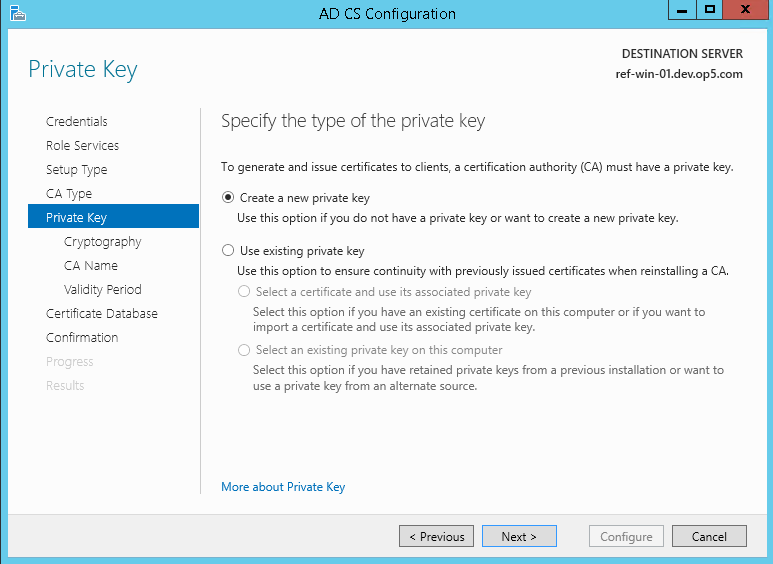 AD CS Configuration
Private Key
DESTINATION SERVER
ref-win-01.dev.op5.com
Credentials
Role Services
Setup Type
CA Type
Private Key
Cryptography
CA Name
Validity Period
Certificate Database
Confirmation
Progress
Results
Specify the type of the private key
To generate and issue certificates to clients, a certification authority (CA) must have a private key.
Create a new private key
Use this option if you do not have a private key or want to create a new private key.
Use existing private key
Use this option to ensure continuity with previously issued certificates when reinstalling a CA.
Select a certificate and use its associated private key
Select this option if you have an existing certificate on this computer or if you want to
import a certificate and use its associated private key.
Select an existing private key on this computer
Select this option if you have retained private keys from a previous installation or want to
use a private key from an alternate source.
More about Private Key
< Previous
Next >
Configure
Cancel